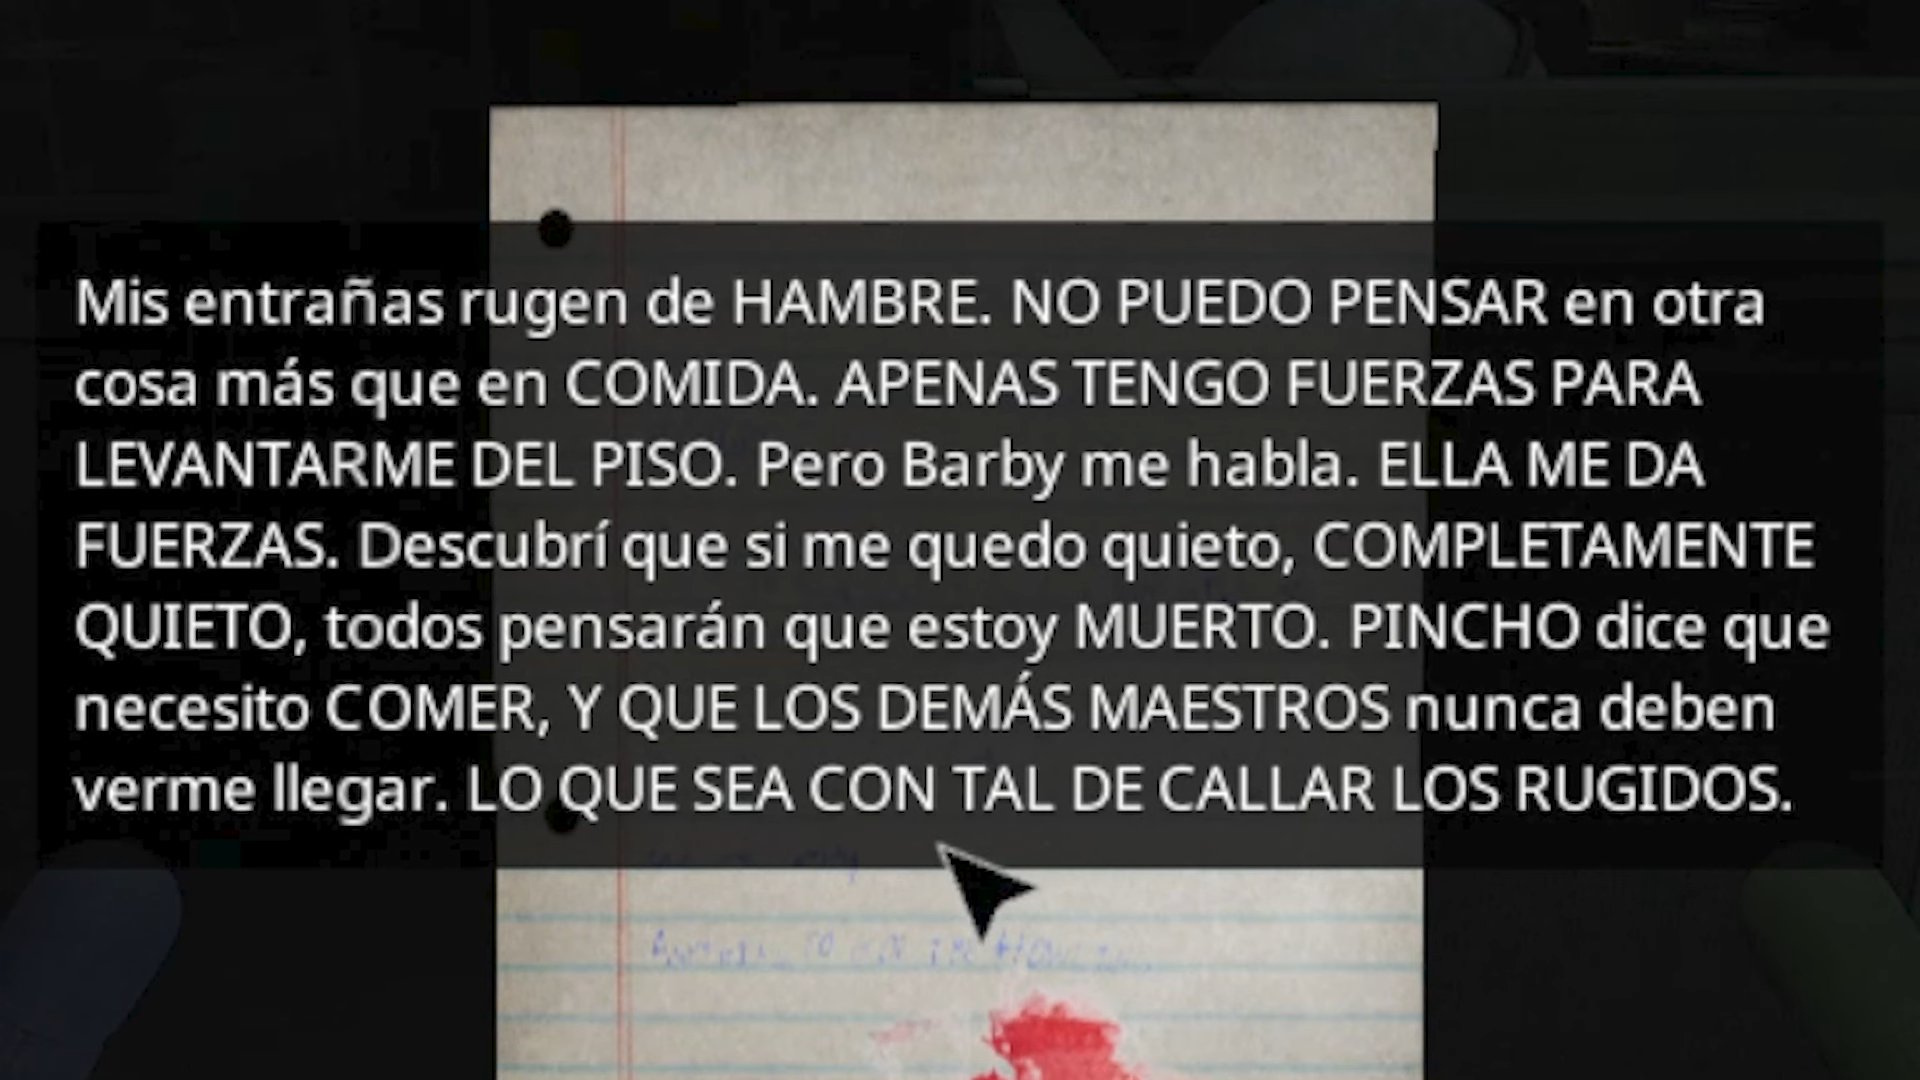 Mis entrañas rugen de HAMBRE. NO PUEDO PENSAR en otra
cosa más que en COMIDA. APENAS TENGO FUERZAS PARA
LEVANTARME DEL PISO. Pero Barby me habla. ELLA ME DA
FUERZAS. Descubrí que si me quedo quieto, COMPLETAMENTE
QUIETO, todos pensarán que estoy MUERTO. PINCHO dice que
necesito COMER, Y QUE LOS DEMÁS MAESTROS nunca deben
verme llegar. LO QUE SEA CON TAL DE CALLAR LOS RUGIDOS.